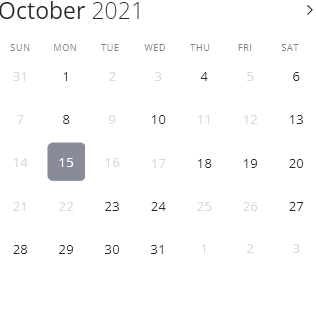 October 2021
SUN MON TUE WED THU FRI SAT
31 1 2 3 4 5 6
7 8 9 10 11 12 13
14 15 16 17 18 19 20
21 22 23 24 25 26 27
28 29 30 31 1 2 3